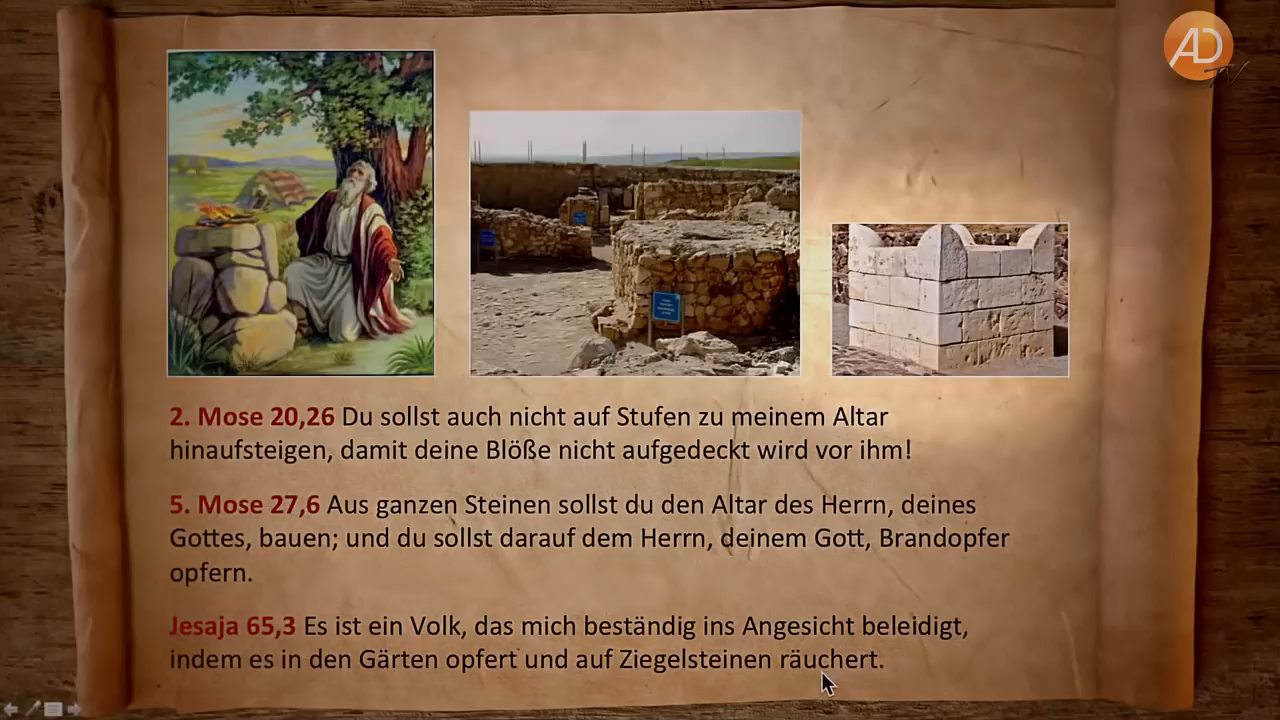 AD
TV
2. Mose 20,26 Du sollst auch nicht auf Stufen zu meinem Altar
hinaufsteigen, damit deine Blöße nicht aufgedeckt wird vor ihm!
5. Mose 27,6 Aus ganzen Steinen sollst du den Altar des Herrn, deines
Gottes, bauen; und du sollst darauf dem Herrn, deinem Gott, Brandopfer
opfern.
Jesaja 65,3 Es ist ein Volk, das mich beständig ins Angesicht beleidigt,
indem es in den Gärten opfert und auf Ziegelsteinen räuchert.